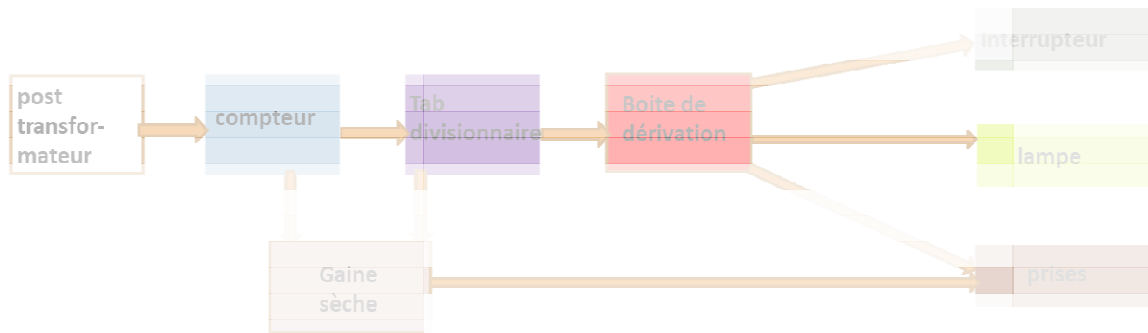 post
transfor-
mateur
compteur
Tab
divisionnaire
Boite de
dérivation
interrupteur
lampe
prises
Gaine
sèche